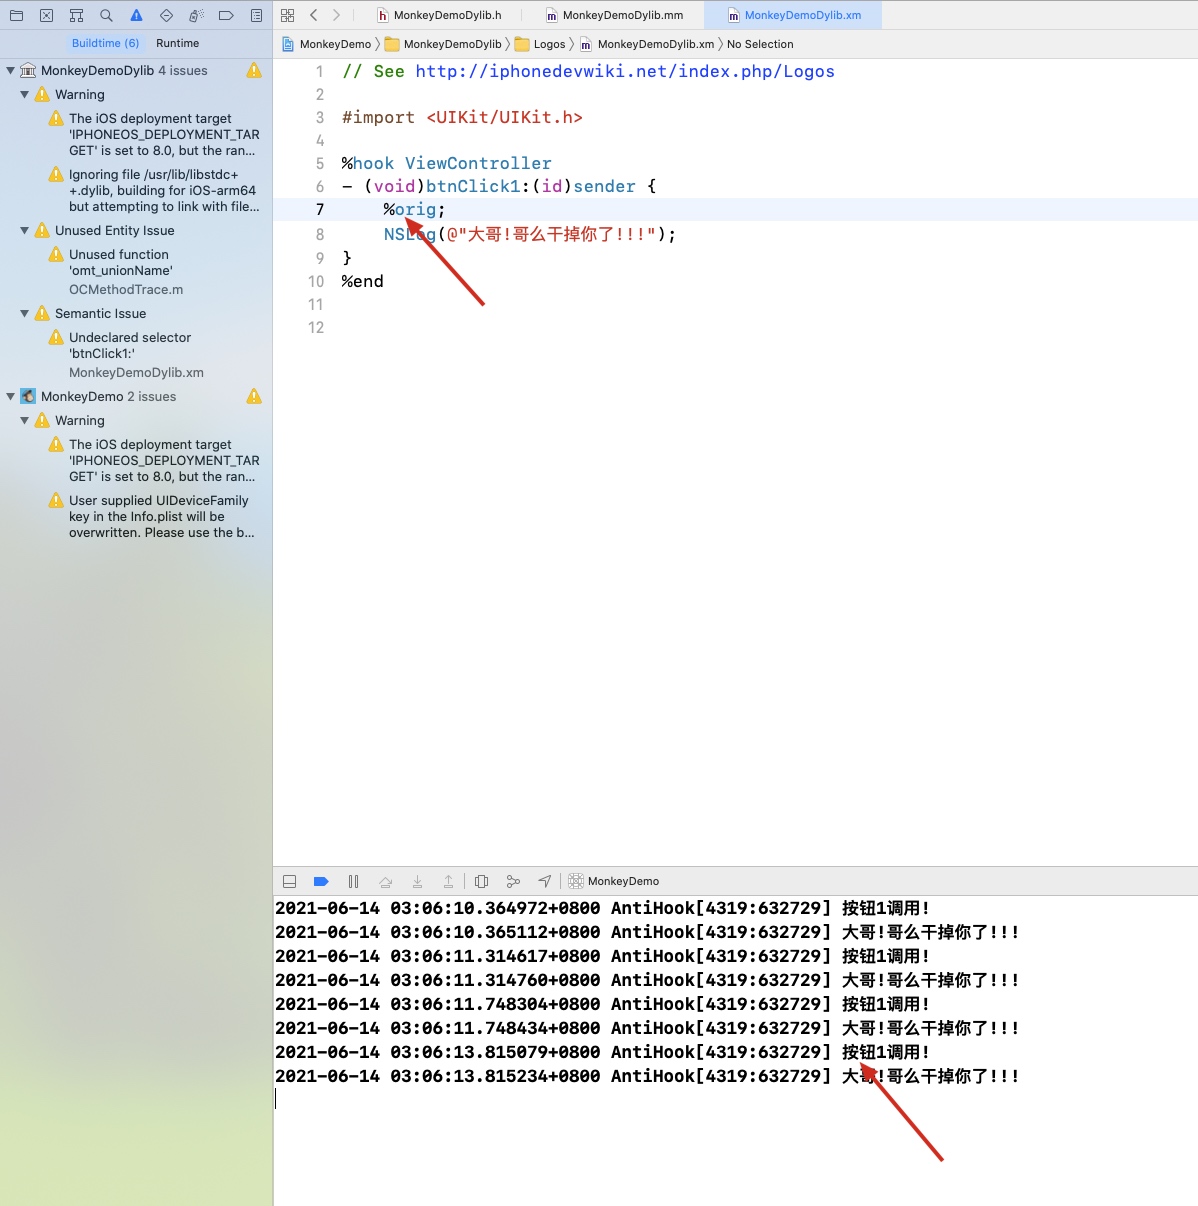 Buildtime (6) Runtime
MonkeyDemoDylib 4 issues
Warning
The iOS deployment target
'IPHONEOS_DEPLOYMENT_TAR
GET' is set to 8.0, but the ran...
Ignoring file /usr/lib/libstdc+
+.dylib, building for iOS-arm64
but attempting to link with file...
Unused Entity Issue
Unused function
'omt_unionName'
OCMethodTrace.m
Semantic Issue
Undeclared selector
'btnClick1:'
MonkeyDemoDylib.xm
MonkeyDemo 2 issues
Warning
The iOS deployment target
'IPHONEOS_DEPLOYMENT_TAR
GET' is set to 8.0, but the ran...
User supplied UIDeviceFamily
key in the Info.plist will be
overwritten. Please use the b...
MonkeyDemoDylib.h MonkeyDemoDylib.mm MonkeyDemoDylib.xm
MonkeyDemo MonkeyDemoDylib Logos MonkeyDemoDylib.xm No Selection
1 // See http://iphonedevwiki.net/index.php/Logos
2
3 #import <UIKit/UIKit.h>
4
5 %hook ViewController
6 - (void)btnClick1:(id)sender {
7 %orig;
8 NSLog(@"大哥!哥么干掉你了!!!");
9 }
10 %end
11
12
MonkeyDemo
2021-06-14 03:06:10.364972+0800 AntiHook[4319:632729] 按钮1调用!
2021-06-14 03:06:10.365112+0800 AntiHook[4319:632729] 大哥!哥么干掉你了!!!
2021-06-14 03:06:11.314617+0800 AntiHook[4319:632729] 按钮1调用!
2021-06-14 03:06:11.314760+0800 AntiHook[4319:632729] 大哥!哥么干掉你了!!!
2021-06-14 03:06:11.748304+0800 AntiHook[4319:632729] 按钮1调用!
2021-06-14 03:06:11.748434+0800 AntiHook[4319:632729] 大哥!哥么干掉你了!!!
2021-06-14 03:06:13.815079+0800 AntiHook[4319:632729] 按钮1调用!
2021-06-14 03:06:13.815234+0800 AntiHook[4319:632729] 大哥!哥么干掉你了!!!